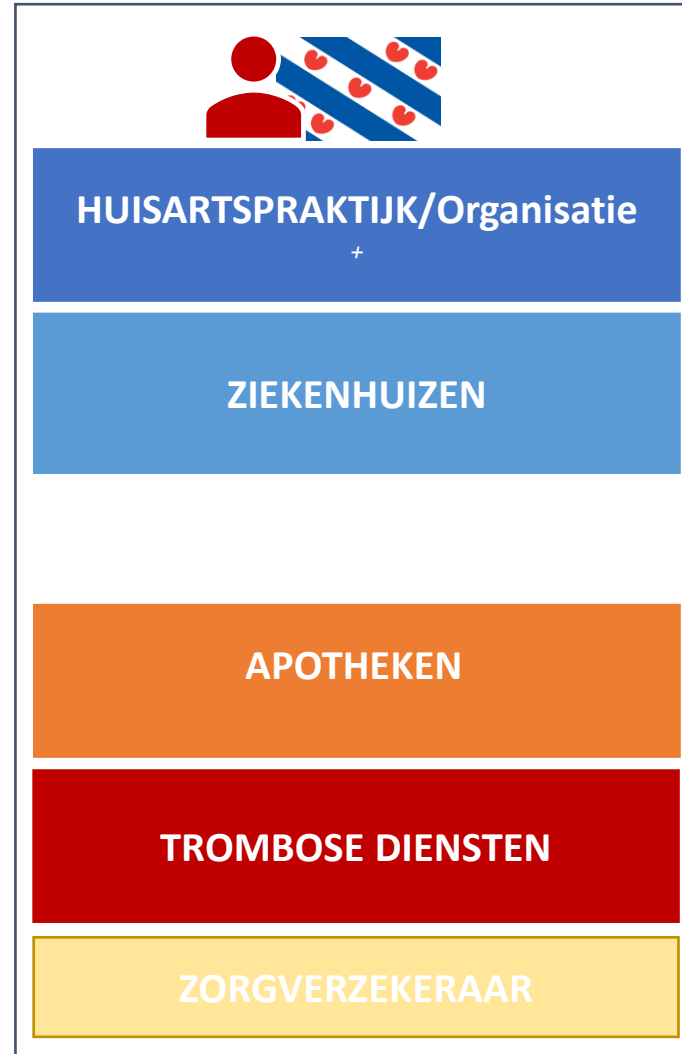 HUISARTSPRAKTIJK/Organisatie
+
ZIEKENHUIZEN
APOTHEKEN
TROMBOSE DIENSTEN
ZORGVERZEKERAAR